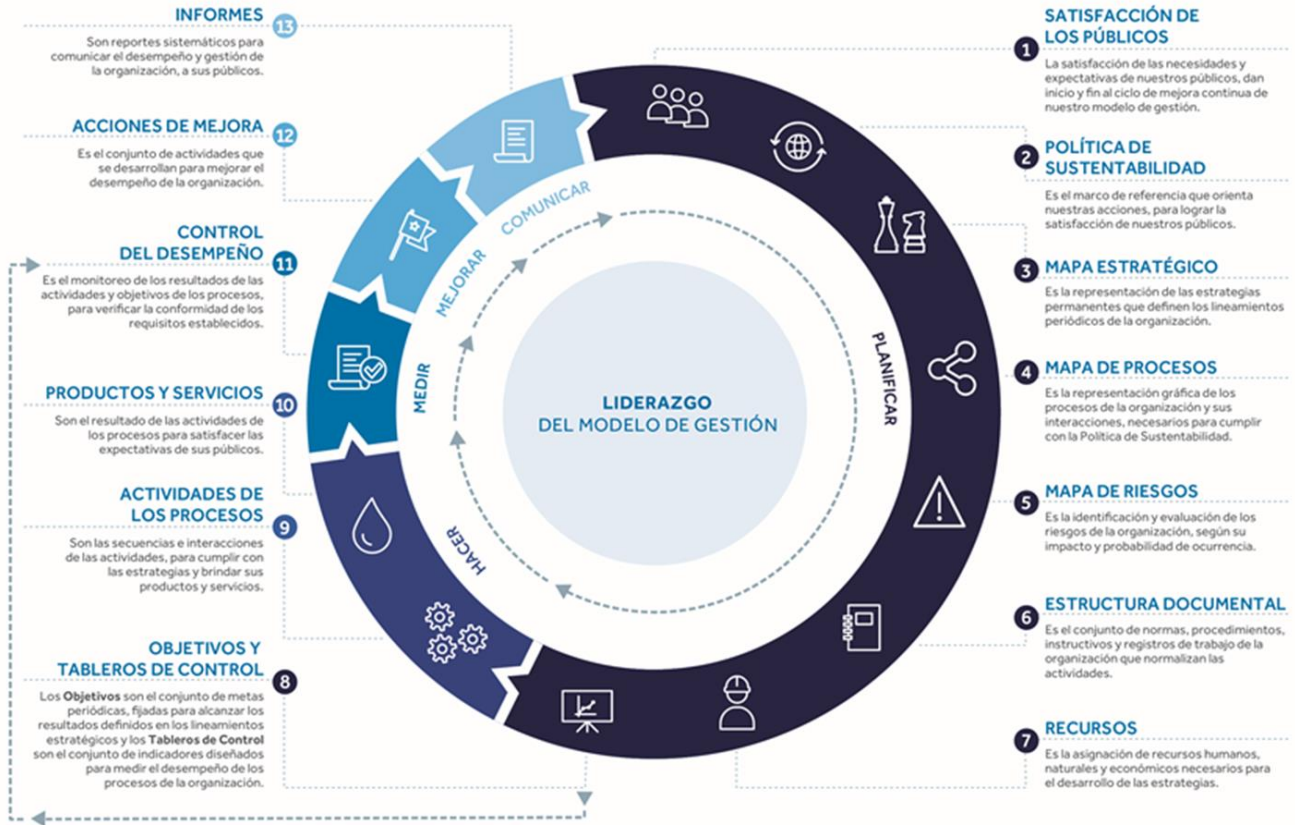 INFORMES
13
Son reportes sistemáticos para
comunicar el desempeño y gestión de
la organización, a sus públicos.
ACCIONES DE MEJORA
12
Es el conjunto de actividades que
se desarrollan para mejorar el
desempeño de la organización.
CONTROL
DEL DESEMPEÑO
11
Es el monitoreo de los resultados de las
actividades y objetivos de los procesos,
para verificar la conformidad de los
requisitos establecidos.
PRODUCTOS Y SERVICIOS
10
Son el resultado de las actividades de
los procesos para satisfacer las
expectativas de sus públicos.
ACTIVIDADES DE
LOS PROCESOS
9
Son las secuencias e interacciones
de las actividades, para cumplir con
las estrategias y brindar sus
productos y servicios.
OBJETIVOS Y
TABLEROS DE CONTROL
8
Los Objetivos son el conjunto de metas
periódicas, fijadas para alcanzar los
resultados definidos en los lineamientos
estratégicos y los Tableros de Control
son el conjunto de indicadores diseñados
para medir el desempeño de los
procesos de la organización.
COMUNICAR
MEJORAR
MEDIR
HACER
PLANIFICAR
LIDERAZGO
DEL MODELO DE GESTIÓN
SATISFACCIÓN DE
LOS PÚBLICOS
1
La satisfacción de las necesidades y
expectativas de nuestros públicos, dan
inicio y fin al ciclo de mejora continua de
nuestro modelo de gestión.
POLÍTICA DE
SUSTENTABILIDAD
2
Es el marco de referencia que orienta
nuestras acciones, para lograr la
satisfacción de nuestros públicos.
3
MAPA ESTRATÉGICO
Es la representación de las estrategias
permanentes que definen los lineamientos
periódicos de la organización.
4
MAPA DE PROCESOS
Es la representación gráfica de los
procesos de la organización y sus
interacciones, necesarios para cumplir
con la Política de Sustentabilidad.
5
MAPA DE RIESGOS
Es la identificación y evaluación de los
riesgos de la organización, según su
impacto y probabilidad de ocurrencia.
6
ESTRUCTURA DOCUMENTAL
Es el conjunto de normas, procedimientos,
instructivos y registros de trabajo de la
organización que normalizan las
actividades.
7
RECURSOS
Es la asignación de recursos humanos,
naturales y económicos necesarios para
el desarrollo de las estrategias.